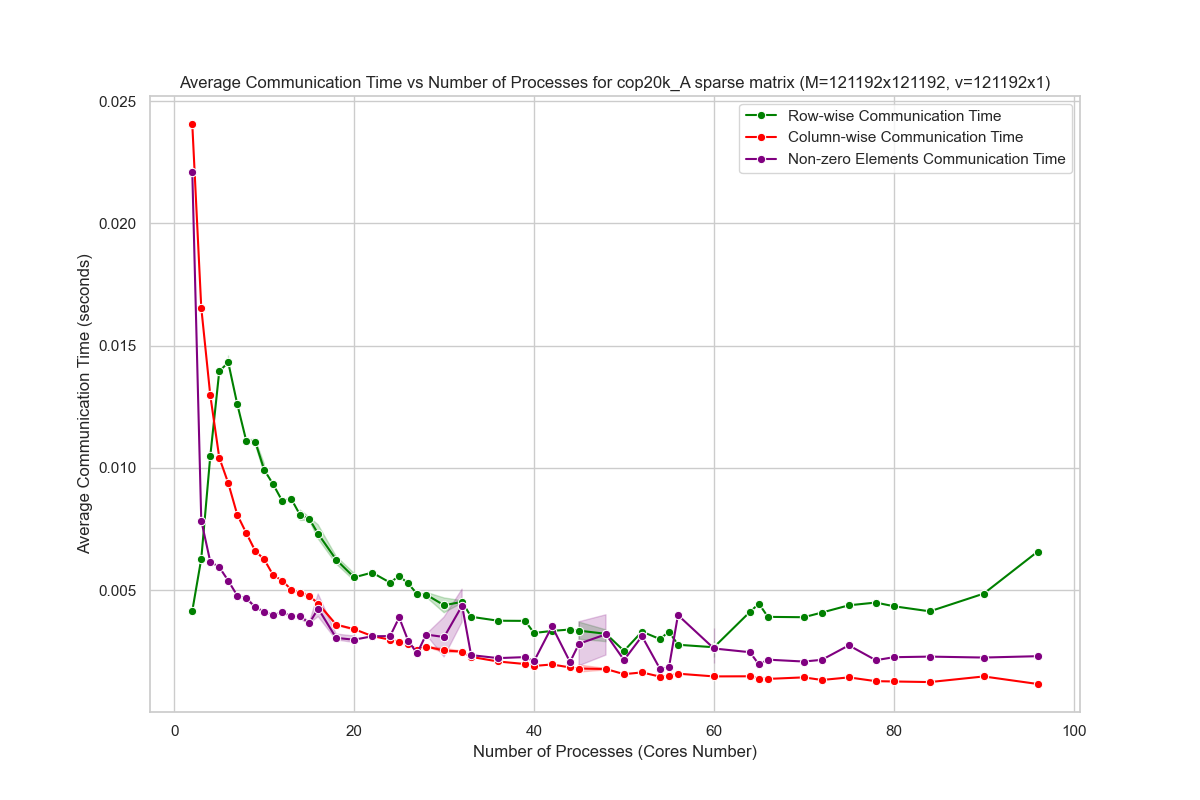 Average Communication Time vs Number of Processes for cop20k_A sparse matrix (M=121192x121192, v=121192x1)
Row-wise Communication Time
Column-wise Communication Time
Non-zero Elements Communication Time
Average Communication Time (seconds)
0.025
0.020
0.015
0.010
0.005
0 20 40 60 80 100
Number of Processes (Cores Number)